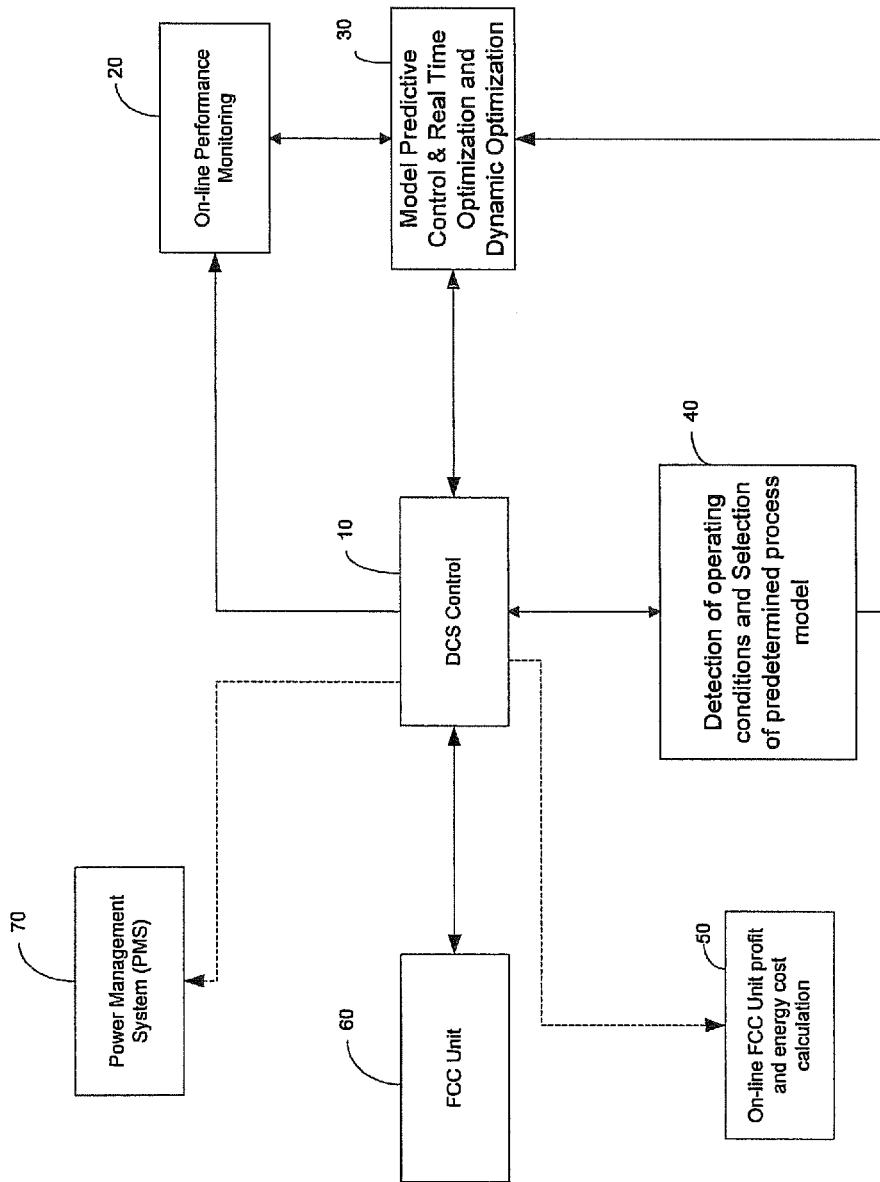 70
Power Management
System (PMS)
20
On-line Performance
Monitoring
60
FCC Unit
10
DCS Control
30
Model Predictive
Control & Real Time
Optimization and
Dynamic Optimization
50
On-line FCC Unit profit
and energy cost
calculation
40
Detection of operating
conditions and Selection
of predetermined process
model